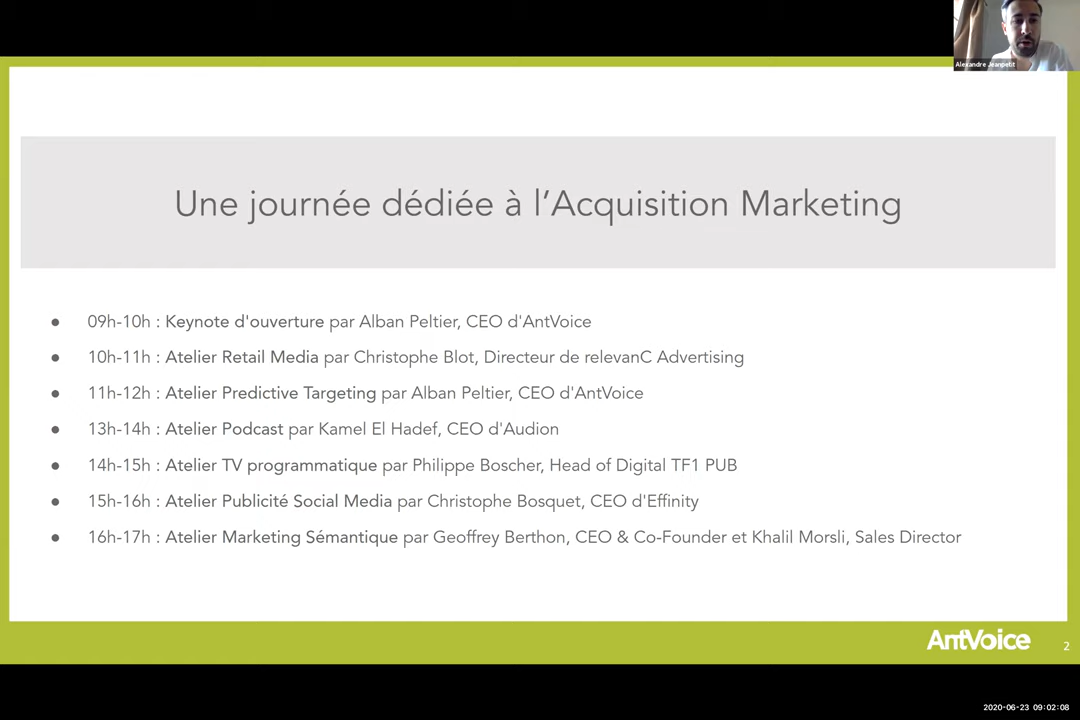 Alexandre Jeanpetit
Une journée dédiée à l'Acquisition Marketing
● 09h-10h : Keynote d'ouverture par Alban Peltier, CEO d'AntVoice
● 10h-11h : Atelier Retail Media par Christophe Blot, Directeur de relevanC Advertising
● 11h-12h : Atelier Predictive Targeting par Alban Peltier, CEO d'AntVoice
● 13h-14h : Atelier Podcast par Kamel El Hadef, CEO d'Audion
● 14h-15h : Atelier TV programmatique par Philippe Boscher, Head of Digital TF1 PUB
● 15h-16h : Atelier Publicité Social Media par Christophe Bosquet, CEO d'Effinity
● 16h-17h : Atelier Marketing Sémantique par Geoffrey Berthon, CEO & Co-Founder et Khalil Morsli, Sales Director
AntVoice
2
2020-06-23 09:02:08